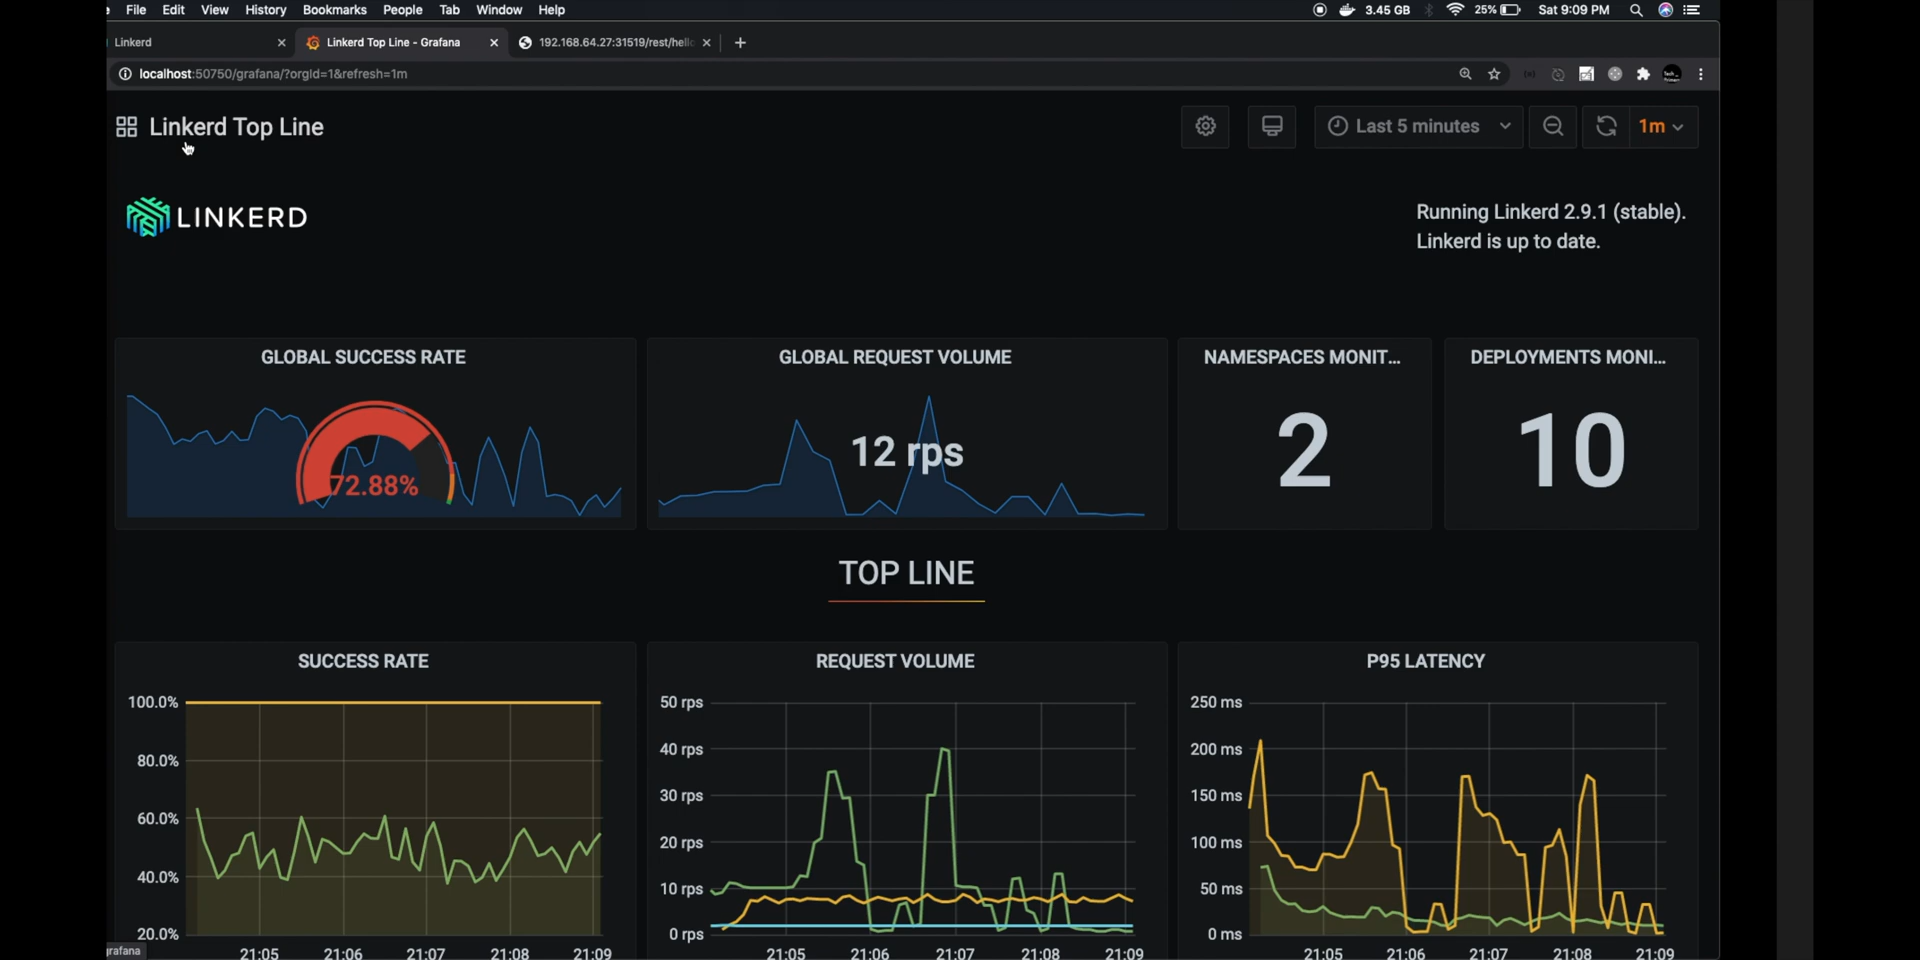 File Edit View History Bookmarks People Tab Window Help 3.45 GB 25% Sat 9:09 PM
Linkerd Linkerd Top Line - Grafana 192.168.64.27:31519/rest/hello
localhost:50750/grafana/?orgId=1&refresh=1m
Linkerd Top Line Last 5 minutes 1m
LINKERD
Running Linkerd 2.9.1 (stable).
Linkerd is up to date.
GLOBAL SUCCESS RATE GLOBAL REQUEST VOLUME NAMESPACES MONIT... DEPLOYMENTS MONI...
72.88% 12 rps 2 10
TOP LINE
SUCCESS RATE REQUEST VOLUME P95 LATENCY
100.0% 50 rps 250 ms
80.0% 40 rps 200 ms
60.0% 30 rps 150 ms
40.0% 20 rps 100 ms
20.0% 10 rps 50 ms
0 rps 0 ms
21:05 21:06 21:07 21:08 21:09 21:05 21:06 21:07 21:08 21:09 21:05 21:06 21:07 21:08 21:09
grafana